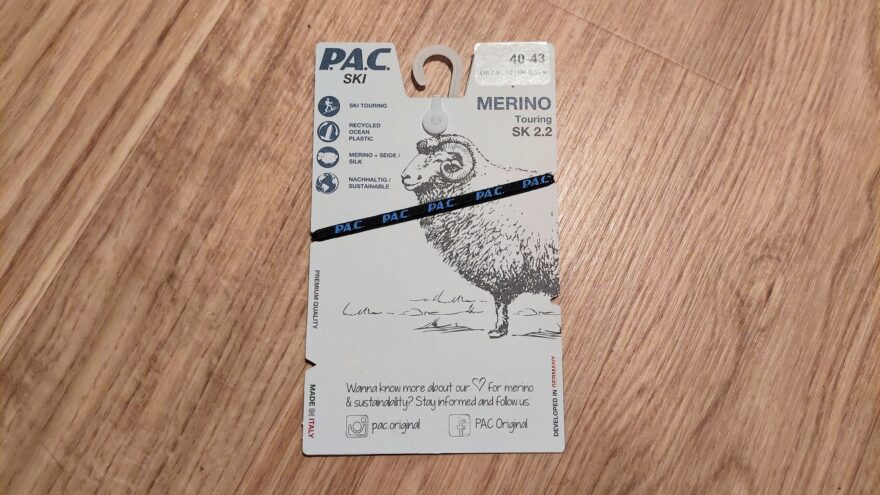 P.A.C.
SKI
40-43
SKI TOURING
RECYCLED
OCEAN
PLASTIC
MERINO + SEIDE /
SILK
NACHHALTIG /
SUSTAINABLE
MERINO
Touring
SK 2.2
P.A.C. P.A.C. P.A.C. P.A.C. P.A.C.
PREMIUM QUALITY
MADE IN ITALY
DEVELOPED IN GERMANY
Wanna know more about our for merino
& sustainability? Stay informed and follow us.
pac.original
PAC Original